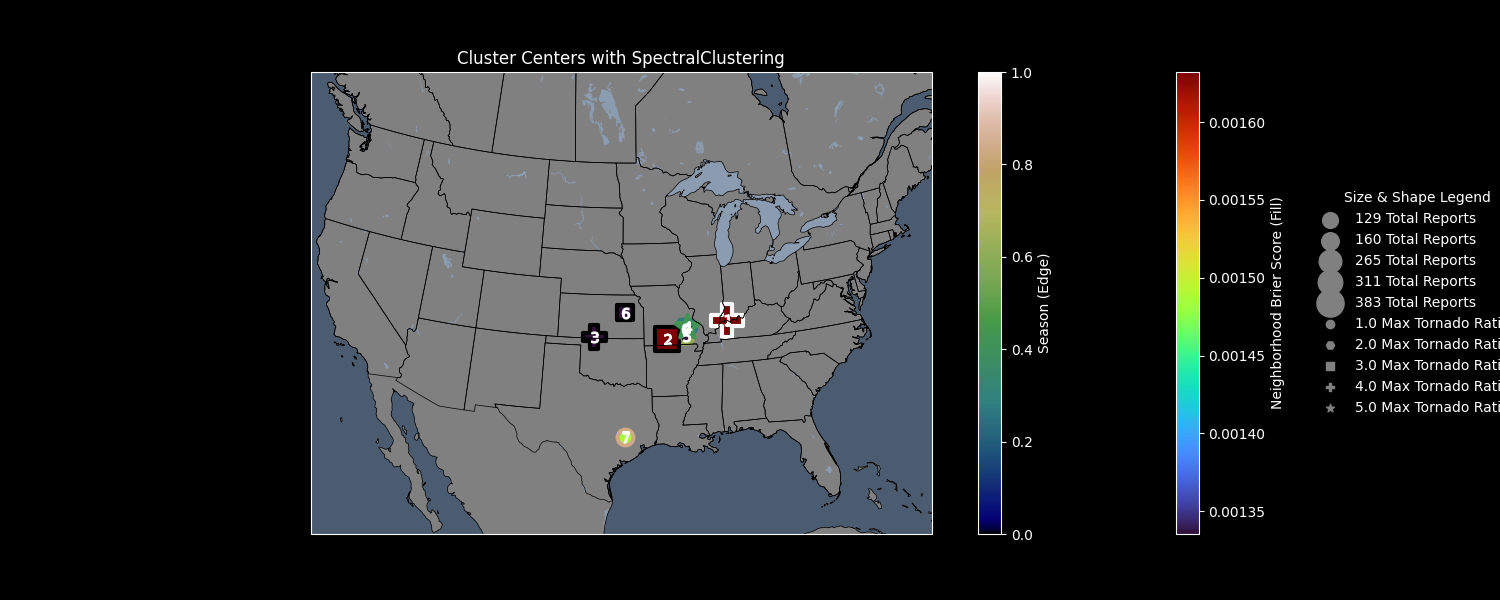 Cluster Centers with SpectralClustering
1.0
0.8
0.6
0.4
0.2
0.0
Season (Edge)
0.00160
0.00155
0.00150
0.00145
0.00140
0.00135
Neighborhood Brier Score (Fill)
Size & Shape Legend
129 Total Reports
160 Total Reports
265 Total Reports
311 Total Reports
383 Total Reports
1.0 Max Tornado Rati
2.0 Max Tornado Rati
3.0 Max Tornado Rati
4.0 Max Tornado Rati
5.0 Max Tornado Rati
6
3
2
7